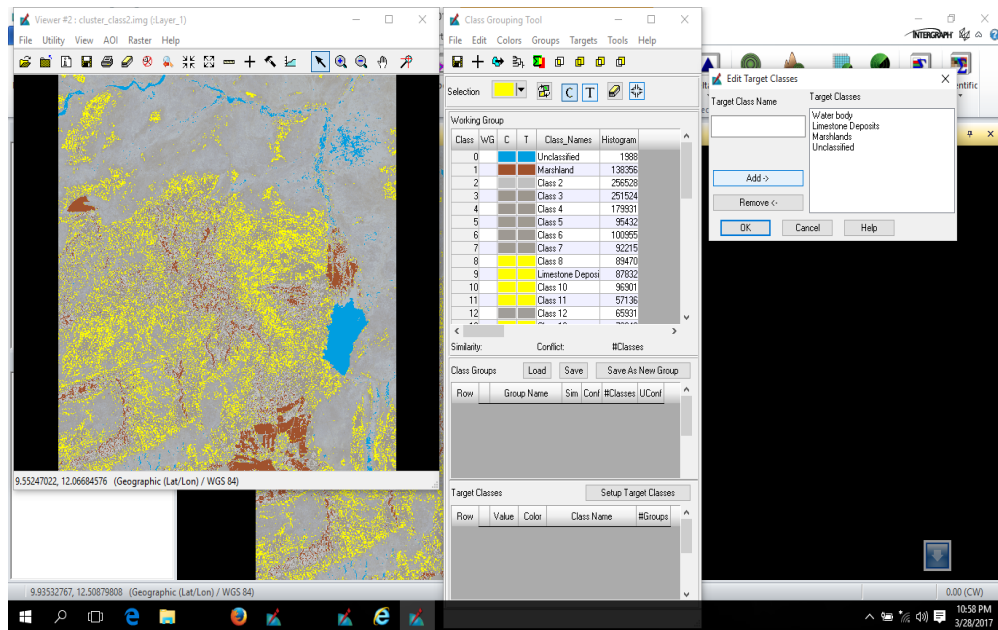 Viewer #2 : cluster_class2.img (:Layer_1)
File Utility View AOI Raster Help
9.55247022, 12.06684576 (Geographic (Lat/Lon) / WGS 84)
Class Grouping Tool
File Edit Colors Groups Targets Tools Help
Selection
C T
Working Group
Class WG C T Class_Names Histogram
0 Unclassified 1988
1 Marshland 138356
2 Class 2 256528
3 Class 3 251524
4 Class 4 179931
5 Class 5 95432
6 Class 6 100955
7 Class 7 92215
8 Class 8 89470
9 Limestone Deposi 87832
10 Class 10 96901
11 Class 11 57136
12 Class 12 65931
Similarity: Conflict: #Classes
Class Groups Load Save Save As New Group
Row Group Name Sim Conf #Classes UConf
Target Classes Setup Target Classes
Row Value Color Class Name #Groups
INTERGRAPH
Edit Target Classes
Target Class Name
Target Classes
Water body
Limestone Deposits
Marshlands
Unclassified
Add ->
Remove <-
OK Cancel Help
9.93532767, 12.50879808 (Geographic (Lat/Lon) / WGS 84)
0.00 (CW)
10:58 PM
3/28/2017